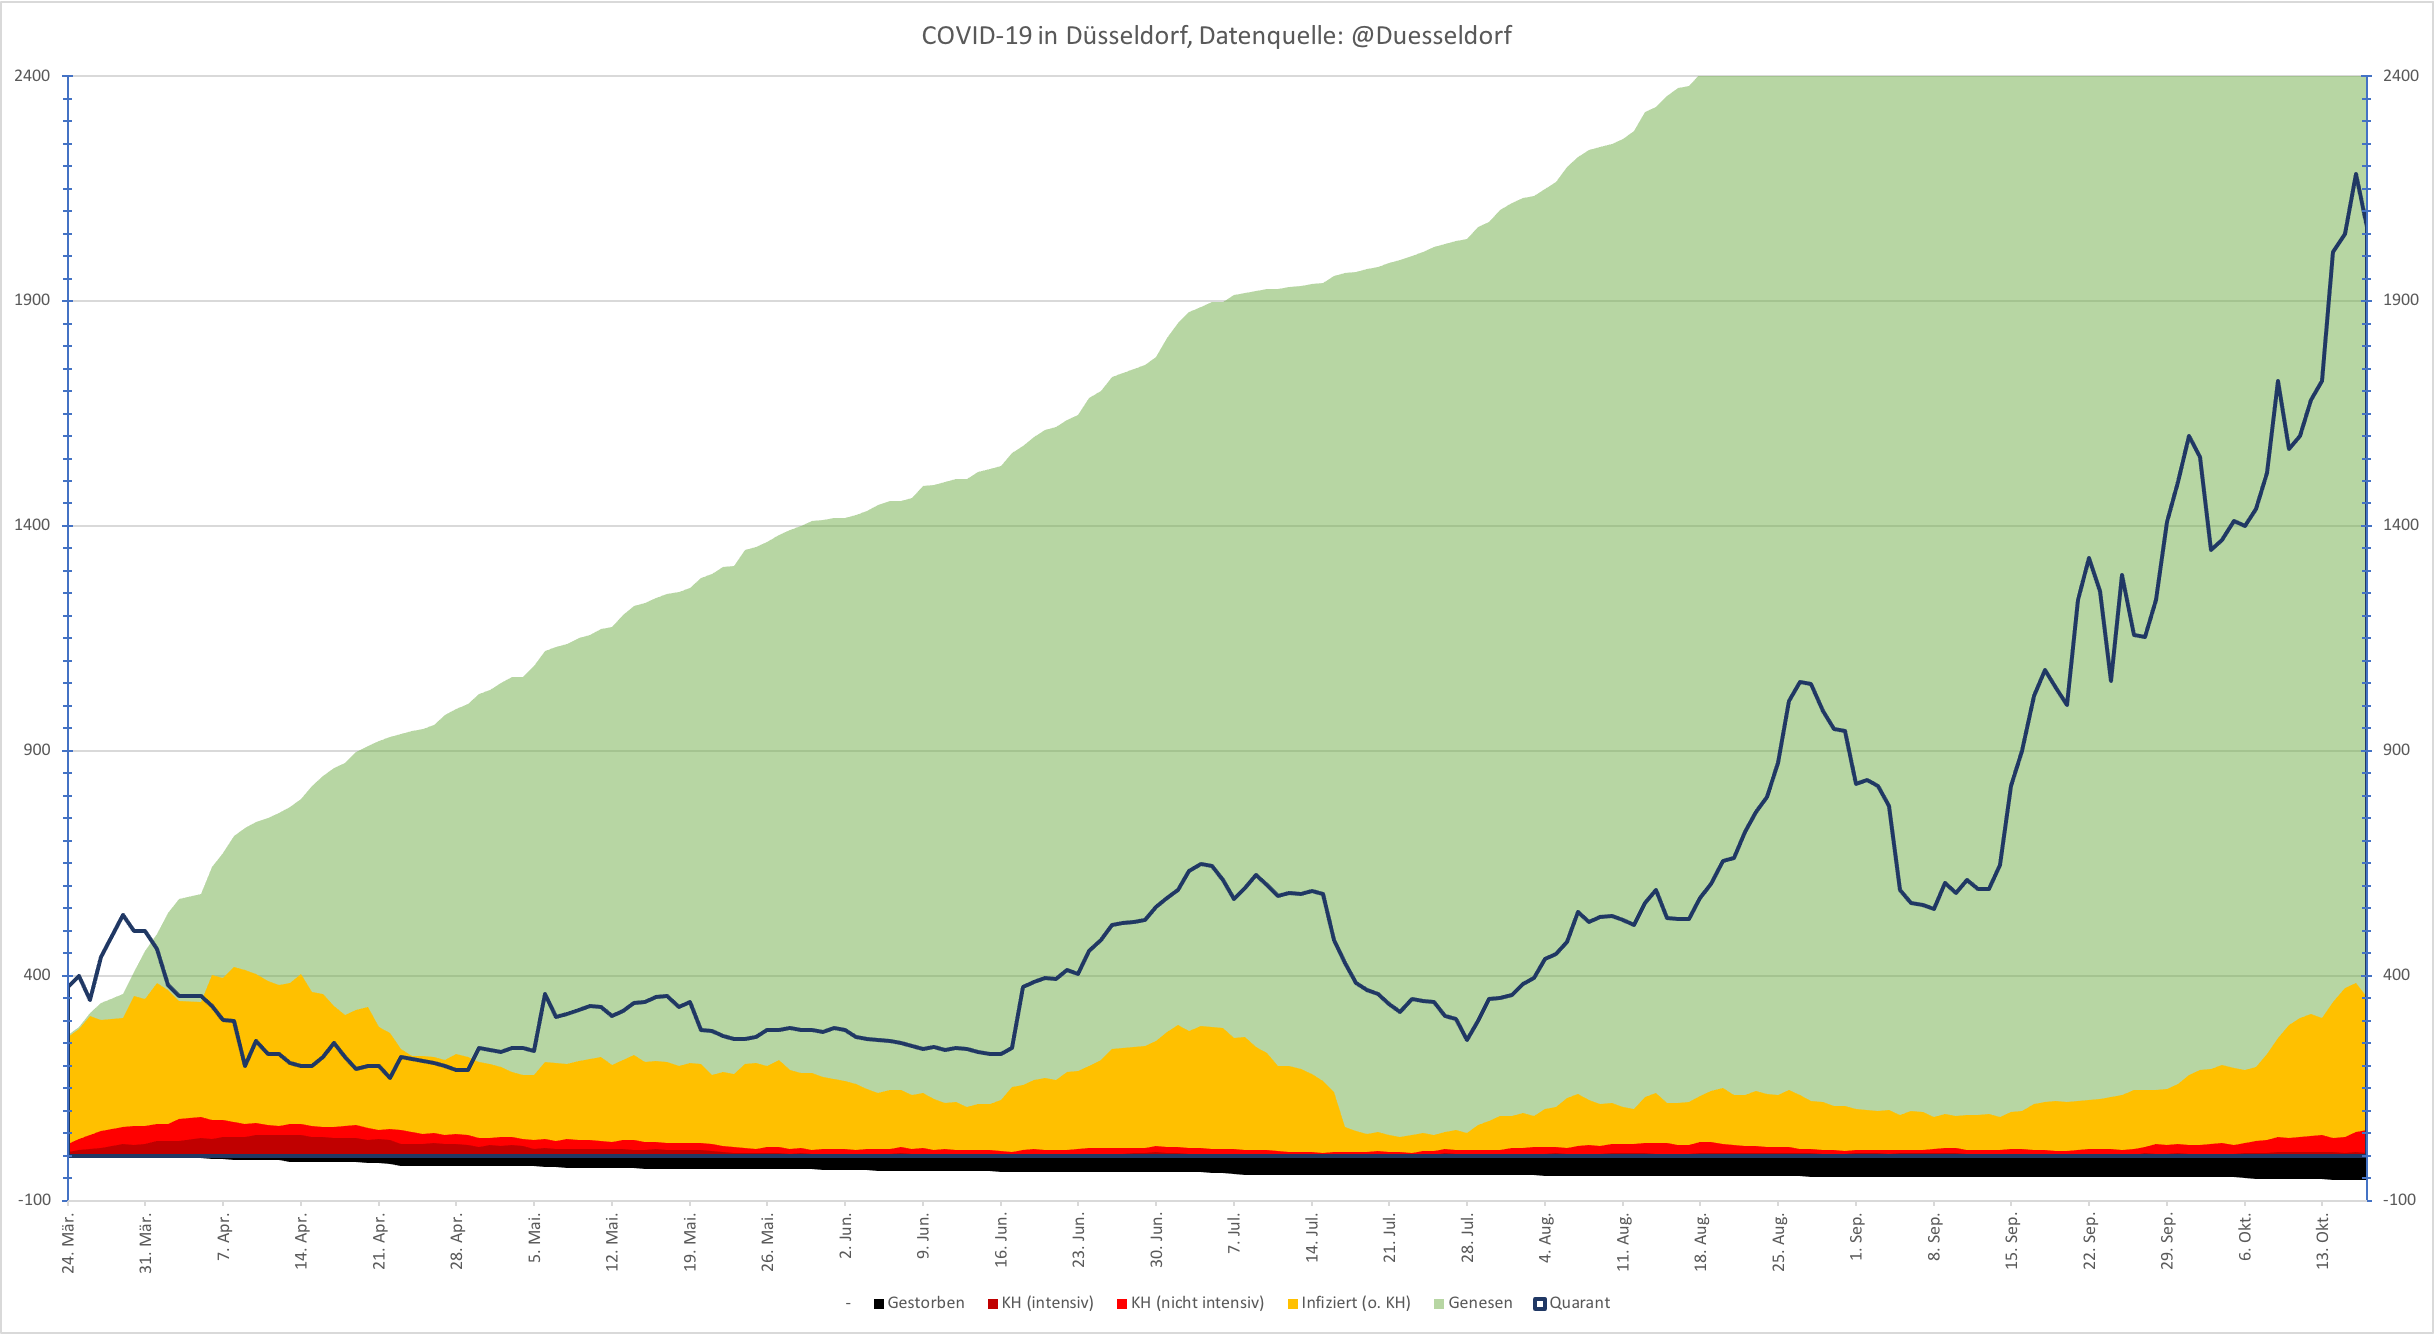 COVID-19 in Düsseldorf, Datenquelle: @Duesseldorf
2400 2400
1900 1900
1400 1400
900 900
400 400
-100 -100
24. Mär. 31. Mär. 7. Apr. 14. Apr. 21. Apr. 28. Apr. 5. Mai. 12. Mai. 19. Mai. 26. Mai. 2. Jun. 9. Jun. 16. Jun. 23. Jun. 30. Jun. 7. Jul. 14. Jul. 21. Jul. 28. Jul. 4. Aug. 11. Aug. 18. Aug. 25. Aug. 1. Sep. 8. Sep. 15. Sep. 22. Sep. 29. Sep. 6. Okt. 13. Okt.
- Gestorben KH (intensiv) KH (nicht intensiv) Infiziert (o. KH) Genesen Quarant